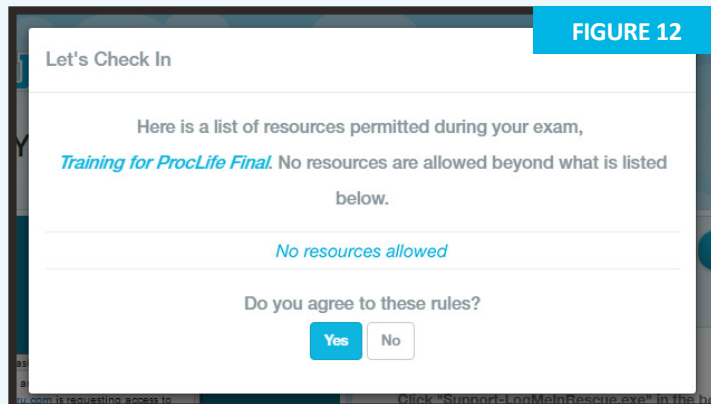 FIGURE 12
Let's Check In
Here is a list of resources permitted during your exam,
Training for ProcLife Final. No resources are allowed beyond what is listed
below.
No resources allowed
Do you agree to these rules?
Yes No
is requesting access to
Click "Support-LogMeInRescue.exe" in the